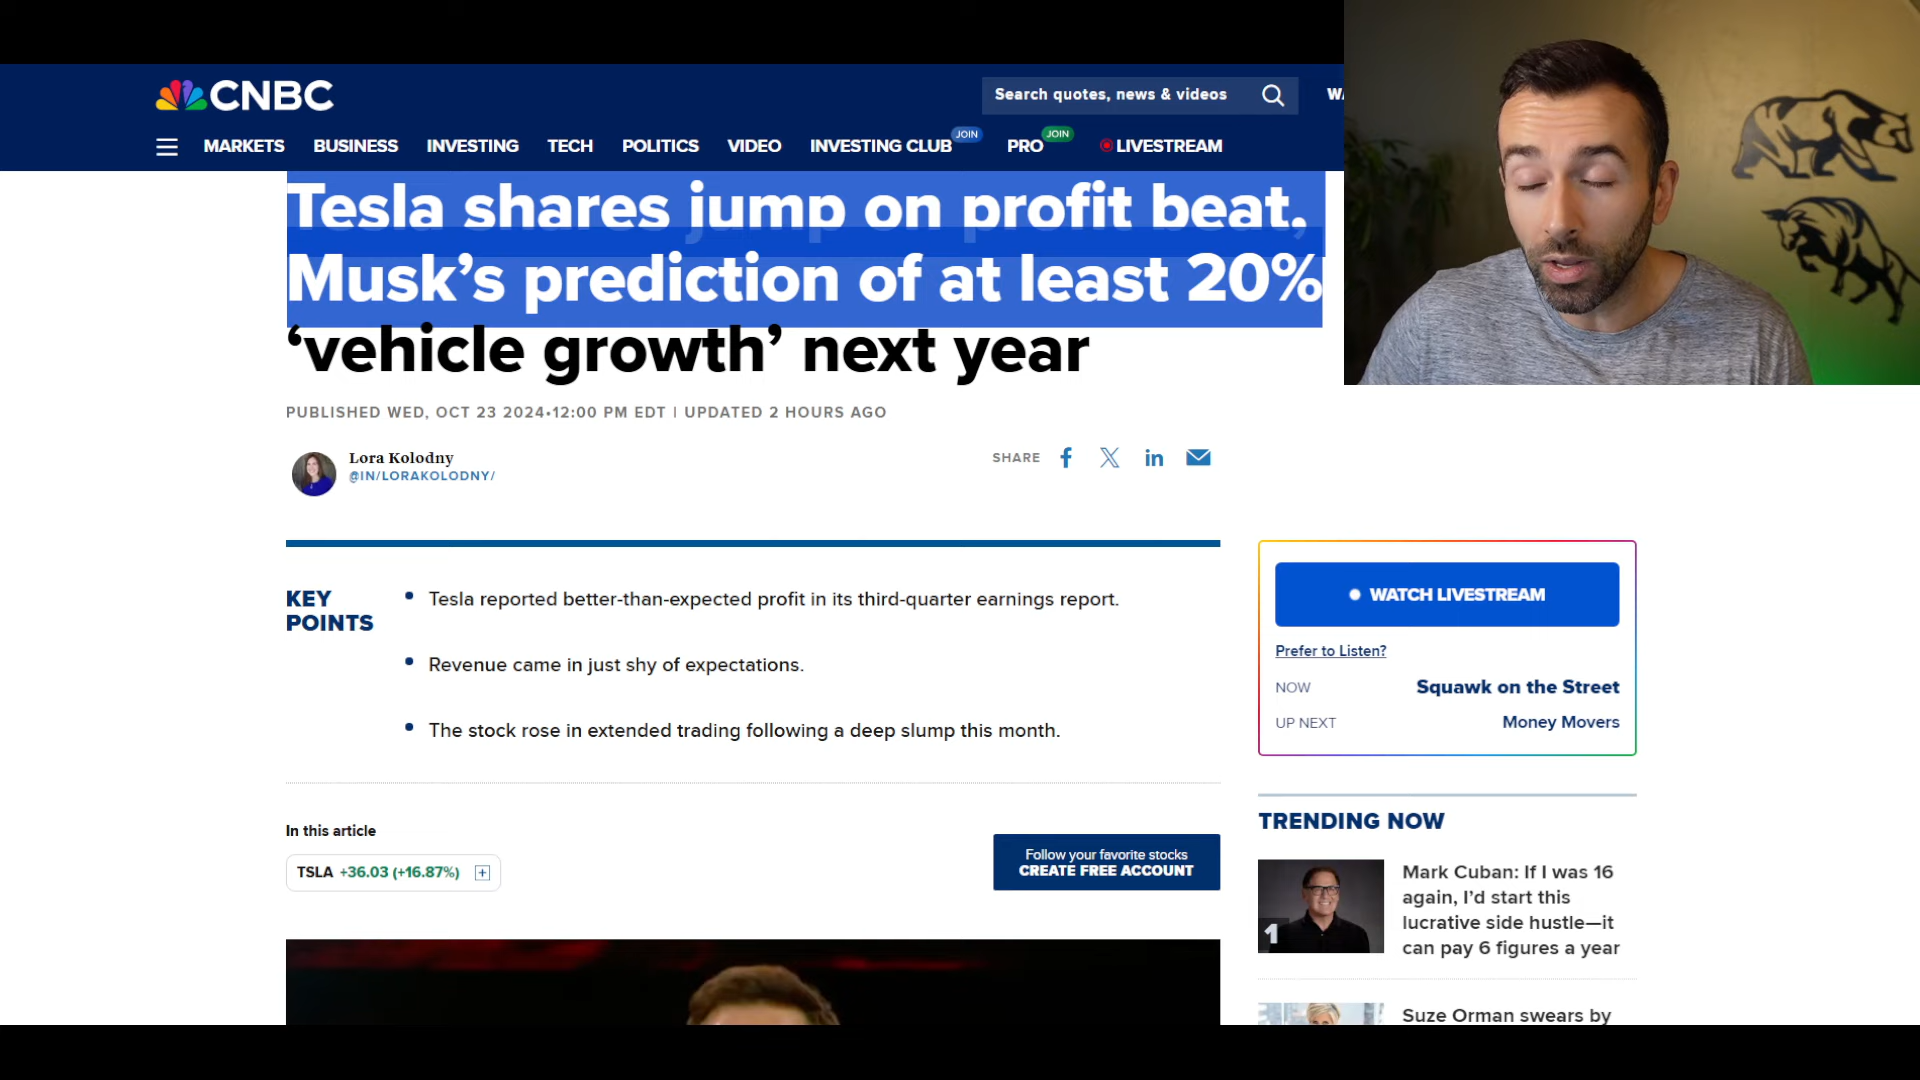 CNBC
Search quotes, news & videos
MARKETS BUSINESS INVESTING TECH POLITICS VIDEO INVESTING CLUB JOIN PRO JOIN LIVESTREAM
Tesla shares jump on profit beat,
Musk’s prediction of at least 20%
‘vehicle growth’ next year
PUBLISHED WED, OCT 23 2024•12:00 PM EDT | UPDATED 2 HOURS AGO
Lora Kolodny
@IN/LORAKOLODNY/
SHARE
KEY
POINTS
• Tesla reported better-than-expected profit in its third-quarter earnings report.
• Revenue came in just shy of expectations.
• The stock rose in extended trading following a deep slump this month.
In this article
TSLA +36.03 (+16.87%)
Follow your favorite stocks
CREATE FREE ACCOUNT
WATCH LIVESTREAM
Prefer to Listen?
NOW Squawk on the Street
UP NEXT Money Movers
TRENDING NOW
1
Mark Cuban: If I was 16
again, I’d start this
lucrative side hustle—it
can pay 6 figures a year
Suze Orman swears by